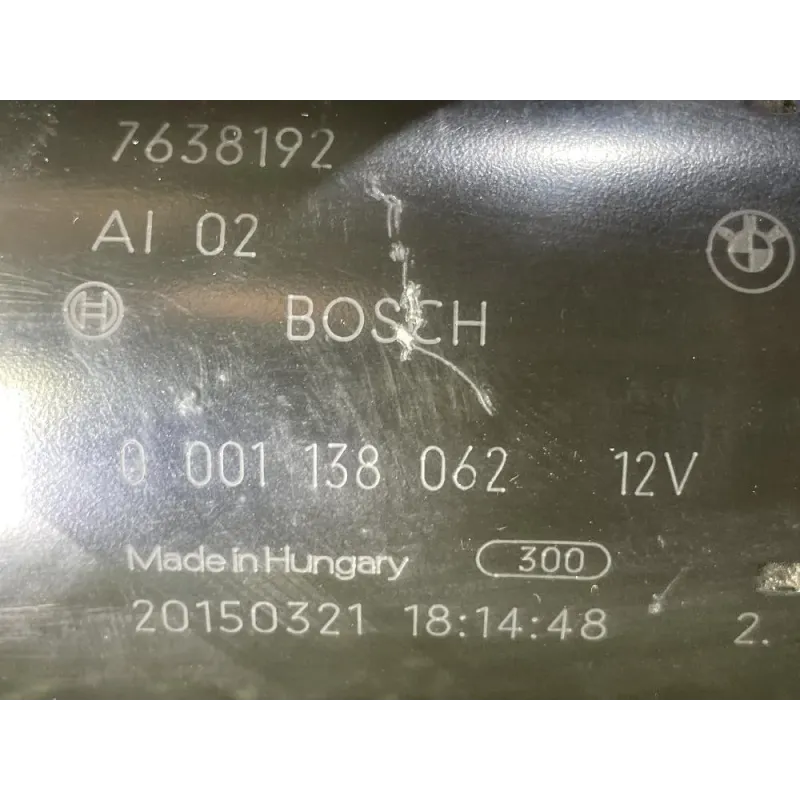 7638192
AI 02
H BOSCH
0 001 138 062 12V
Made in Hungary 300
20150321 18:14:48 2.